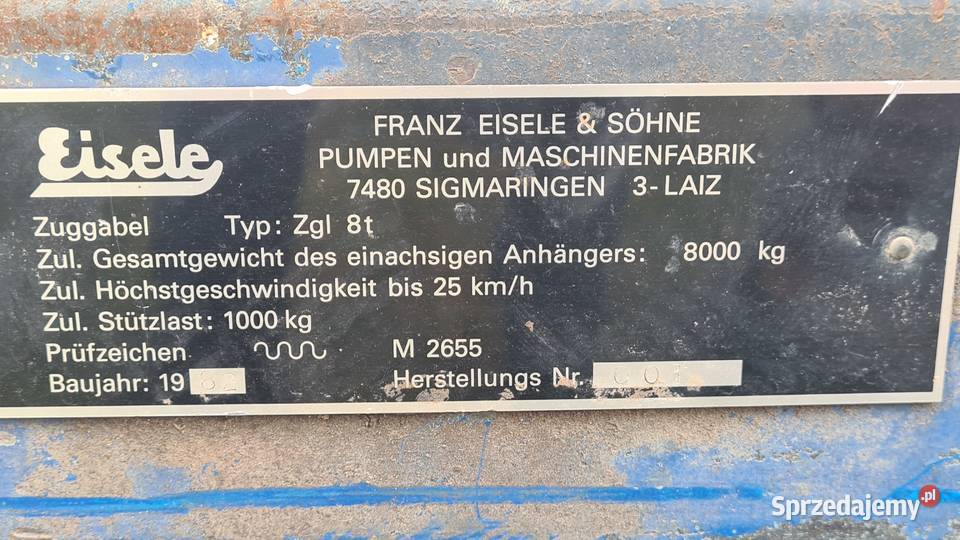 Eisele
FRANZ EISELE & SÖHNE
PUMPEN und MASCHINENFABRIK
7480 SIGMARINGEN 3-LAIZ
Zuggabel Typ: Zgl 8t
Zul. Gesamtgewicht des einachsigen Anhängers: 8000 kg
Zul. Höchstgeschwindigkeit bis 25 km/h
Zul. Stützlast: 1000 kg
Prüfzeichen M 2655
Baujahr: 19 82 Herstellungs Nr.
Sprzedajemy.pl